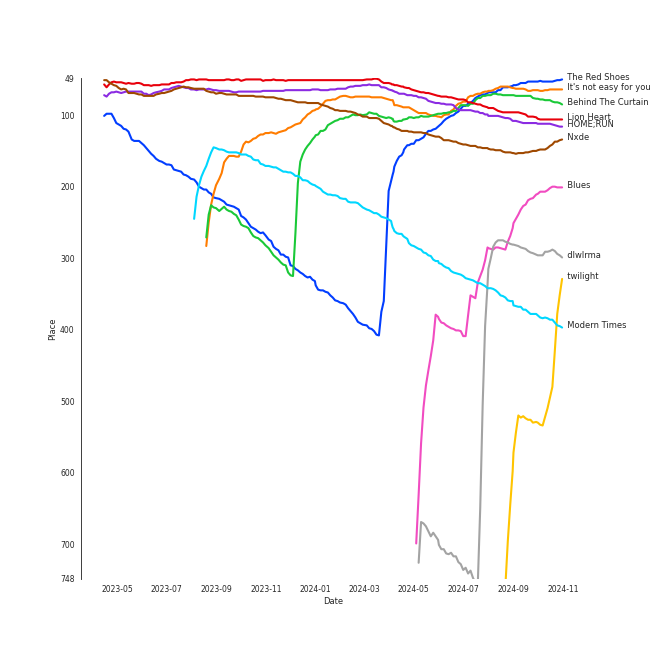 49
100
200
300
400
500
600
700
748
Place
2023-05
2023-07
2023-09
2023-11
2024-01
2024-03
2024-05
2024-07
2024-09
2024-11
Date
The Red Shoes
It's not easy for you
Behind The Curtain
Lion Heart
HOME;RUN
Nxde
Blues
dlwlrma
twilight
Modern Times